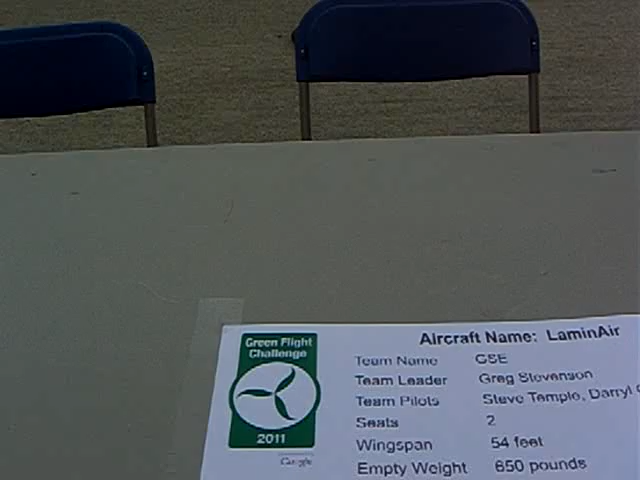 Green Flight
Challenge
2011
Google
Aircraft Name: LaminAir
Team Name GSE
Team Leader Greg Stevenson
Team Pilots Steve Temple, Darryl
Seats 2
Wingspan 54 feet
Empty Weight 650 pounds